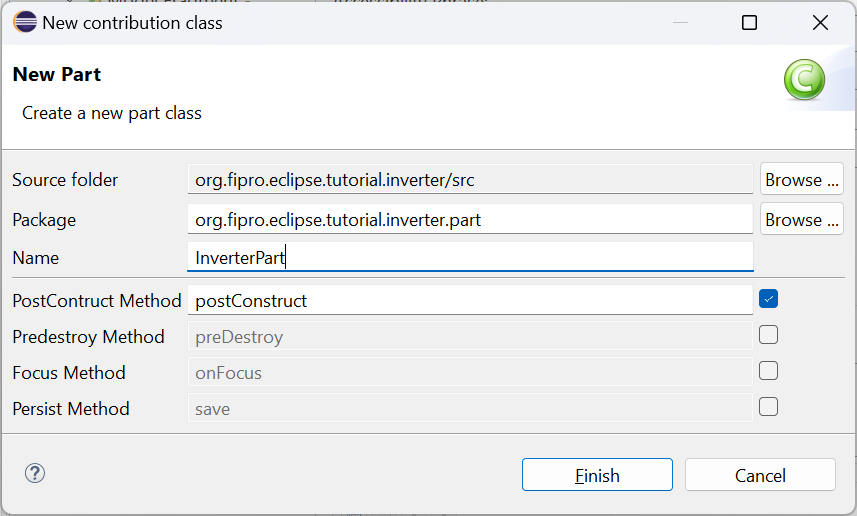 New contribution class
New Part
Create a new part class
Source folder org.fipro.eclipse.tutorial.inverter/src Browse ...
Package org.fipro.eclipse.tutorial.inverter.part Browse ...
Name InverterPart
PostContruct Method postConstruct
Predestroy Method preDestroy
Focus Method onFocus
Persist Method save
? Finish Cancel